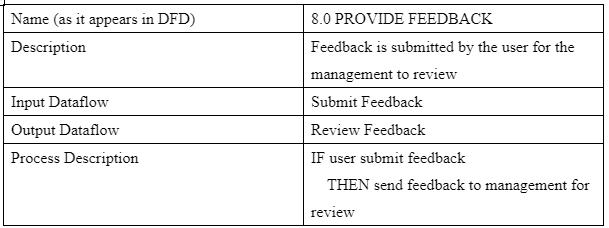 Name (as it appears in DFD)
8.0 PROVIDE FEEDBACK
Description
Feedback is submitted by the user for the
management to review
Input Dataflow
Submit Feedback
Output Dataflow
Review Feedback
Process Description
IF user submit feedback
THEN send feedback to management for
review